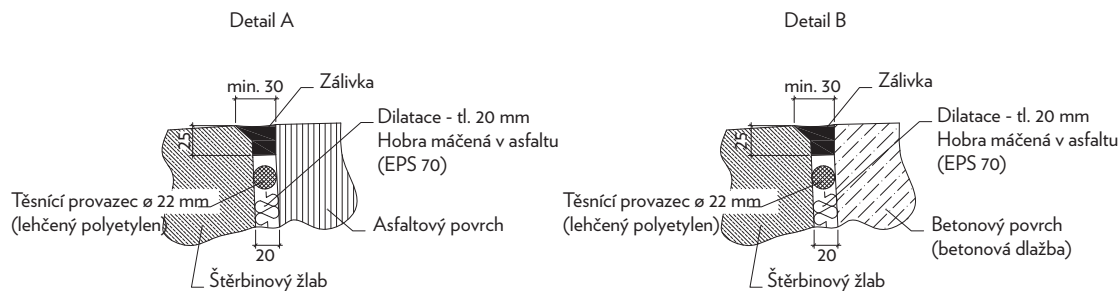 Detail A
min. 30
Zálivka
25
Dilatace - tl. 20 mm
Hobra máčená v asfaltu
(EPS 70)
Těsnící provazec ø 22 mm
(lehčený polyetylen)
Asfaltový povrch
20
Štěrbinový žlab
Detail B
min. 30
Zálivka
25
Dilatace - tl. 20 mm
Hobra máčená v asfaltu
(EPS 70)
Těsnící provazec ø 22 mm
(lehčený polyetylen)
Betonový povrch
(betonová dlažba)
20
Štěrbinový žlab